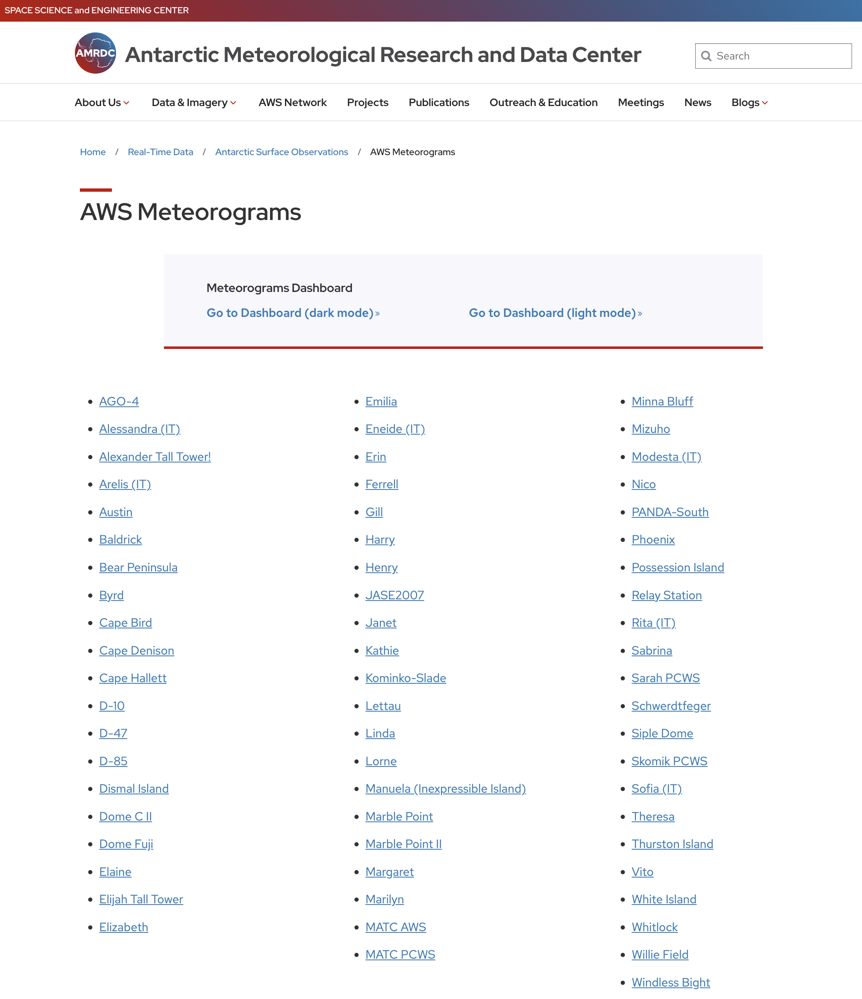 SPACE SCIENCE and ENGINEERING CENTER
AMRDC
Antarctic Meteorological Research and Data Center
Search
About Us
Data & Imagery
AWS Network
Projects
Publications
Outreach & Education
Meetings
News
Blogs
Home / Real-Time Data / Antarctic Surface Observations / AWS Meteorograms
AWS Meteorograms
Meteorograms Dashboard
Go to Dashboard (dark mode)»
Go to Dashboard (light mode)»
AGO-4
Alessandra (IT)
Alexander Tall Tower!
Arelis (IT)
Austin
Baldrick
Bear Peninsula
Byrd
Cape Bird
Cape Denison
Cape Hallett
D-10
D-47
D-85
Dismal Island
Dome C II
Dome Fuji
Elaine
Elijah Tall Tower
Elizabeth
Emilia
Eneide (IT)
Erin
Ferrell
Gill
Harry
Henry
JASE2007
Janet
Kathie
Kominko-Slade
Lettau
Linda
Lorne
Manuela (Inexpressible Island)
Marble Point
Marble Point II
Margaret
Marilyn
MATC AWS
MATC PCWS
Minna Bluff
Mizuho
Modesta (IT)
Nico
PANDA-South
Phoenix
Possession Island
Relay Station
Rita (IT)
Sabrina
Sarah PCWS
Schwerdtfeger
Siple Dome
Skomik PCWS
Sofia (IT)
Theresa
Thurston Island
Vito
White Island
Whitlock
Willie Field
Windless Bight